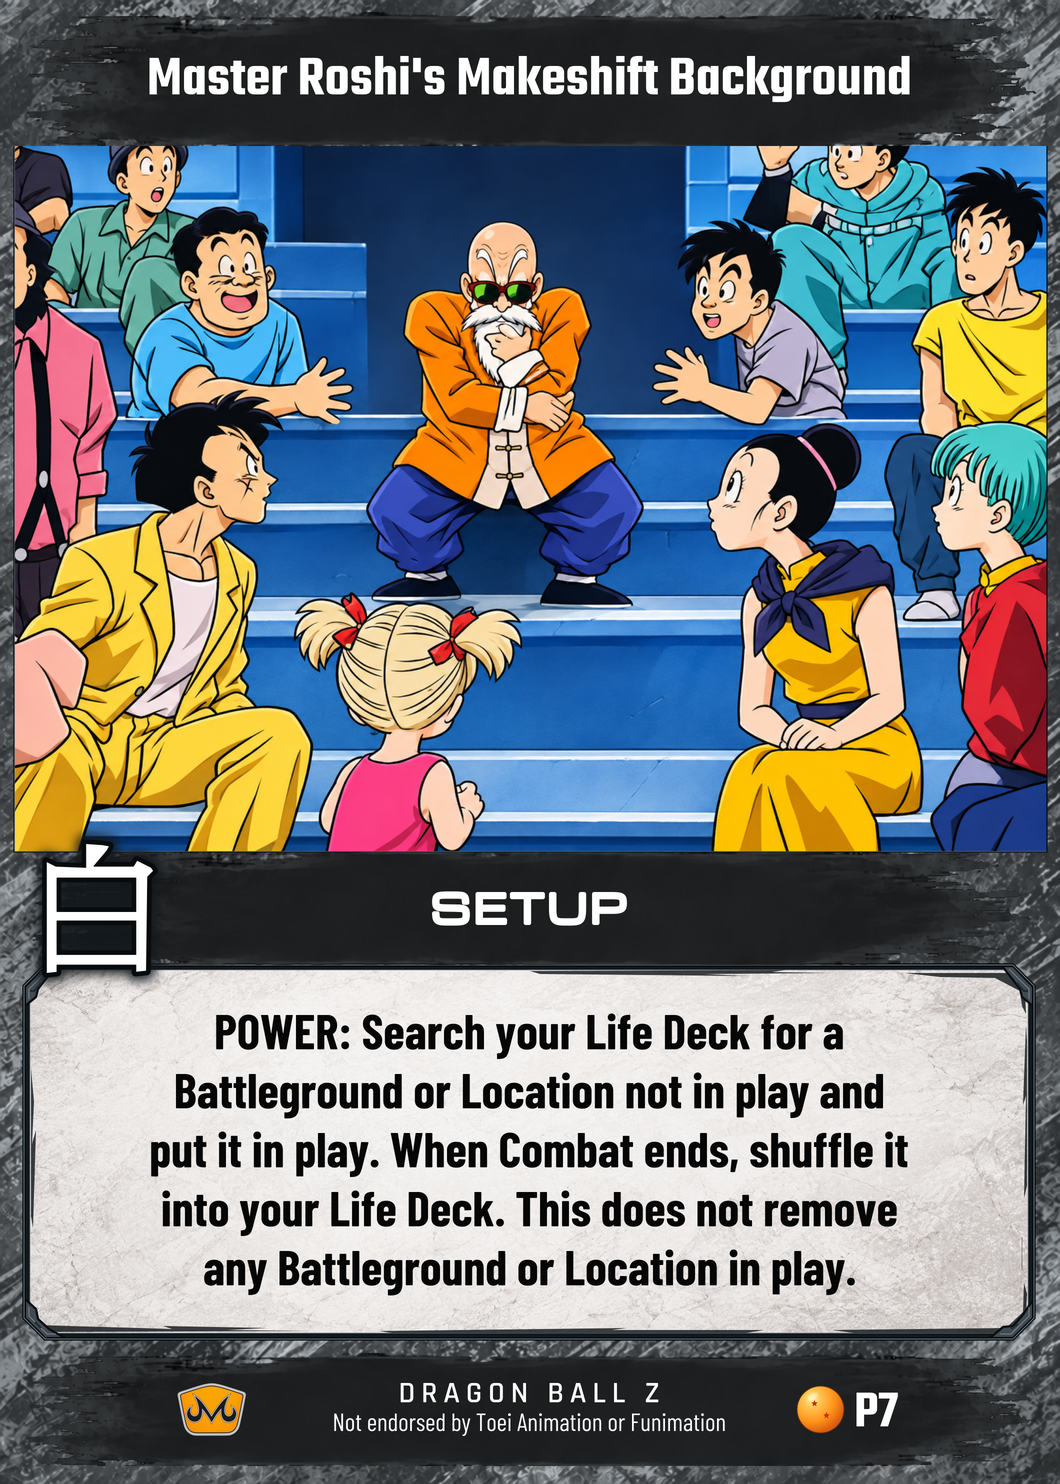 Master Roshi's Makeshift Background
白
SETUP
POWER: Search your Life Deck for a
Battleground or Location not in play and
put it in play. When Combat ends, shuffle it
into your Life Deck. This does not remove
any Battleground or Location in play.
DRAGON BALL Z
Not endorsed by Toei Animation or Funimation
P7